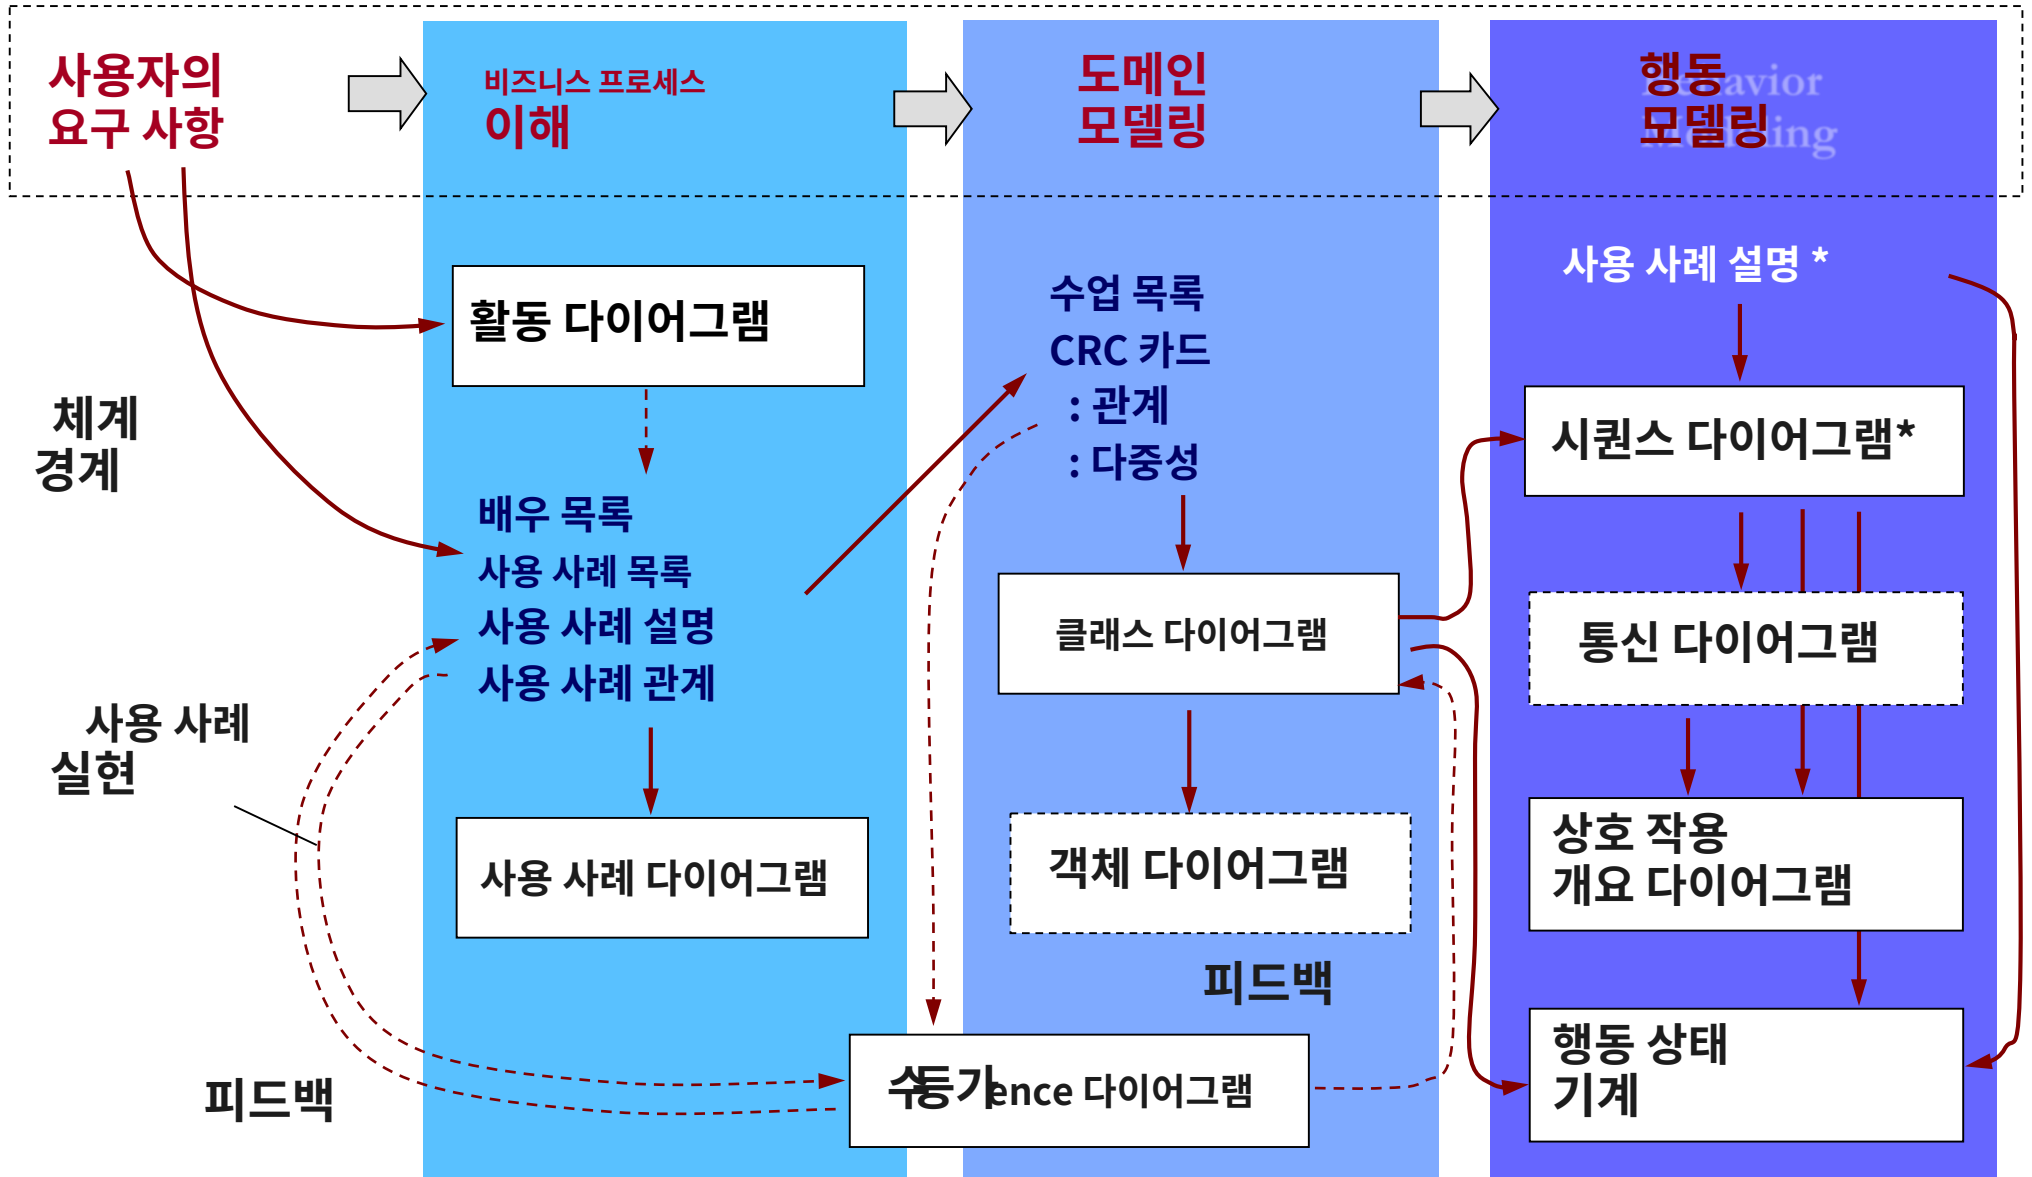 사용자의
요구 사항
비즈니스 프로세스
이해
도메인
모델링
행동
모델링
체계
경계
사용 사례
실현
피드백
활동 다이어그램
배우 목록
사용 사례 목록
사용 사례 설명
사용 사례 관계
사용 사례 다이어그램
수업 목록
CRC 카드
: 관계
: 다중성
클래스 다이어그램
객체 다이어그램
피드백
ence 다이어그램
사용 사례 설명 *
시퀀스 다이어그램*
통신 다이어그램
상호 작용
개요 다이어그램
행동 상태
기계